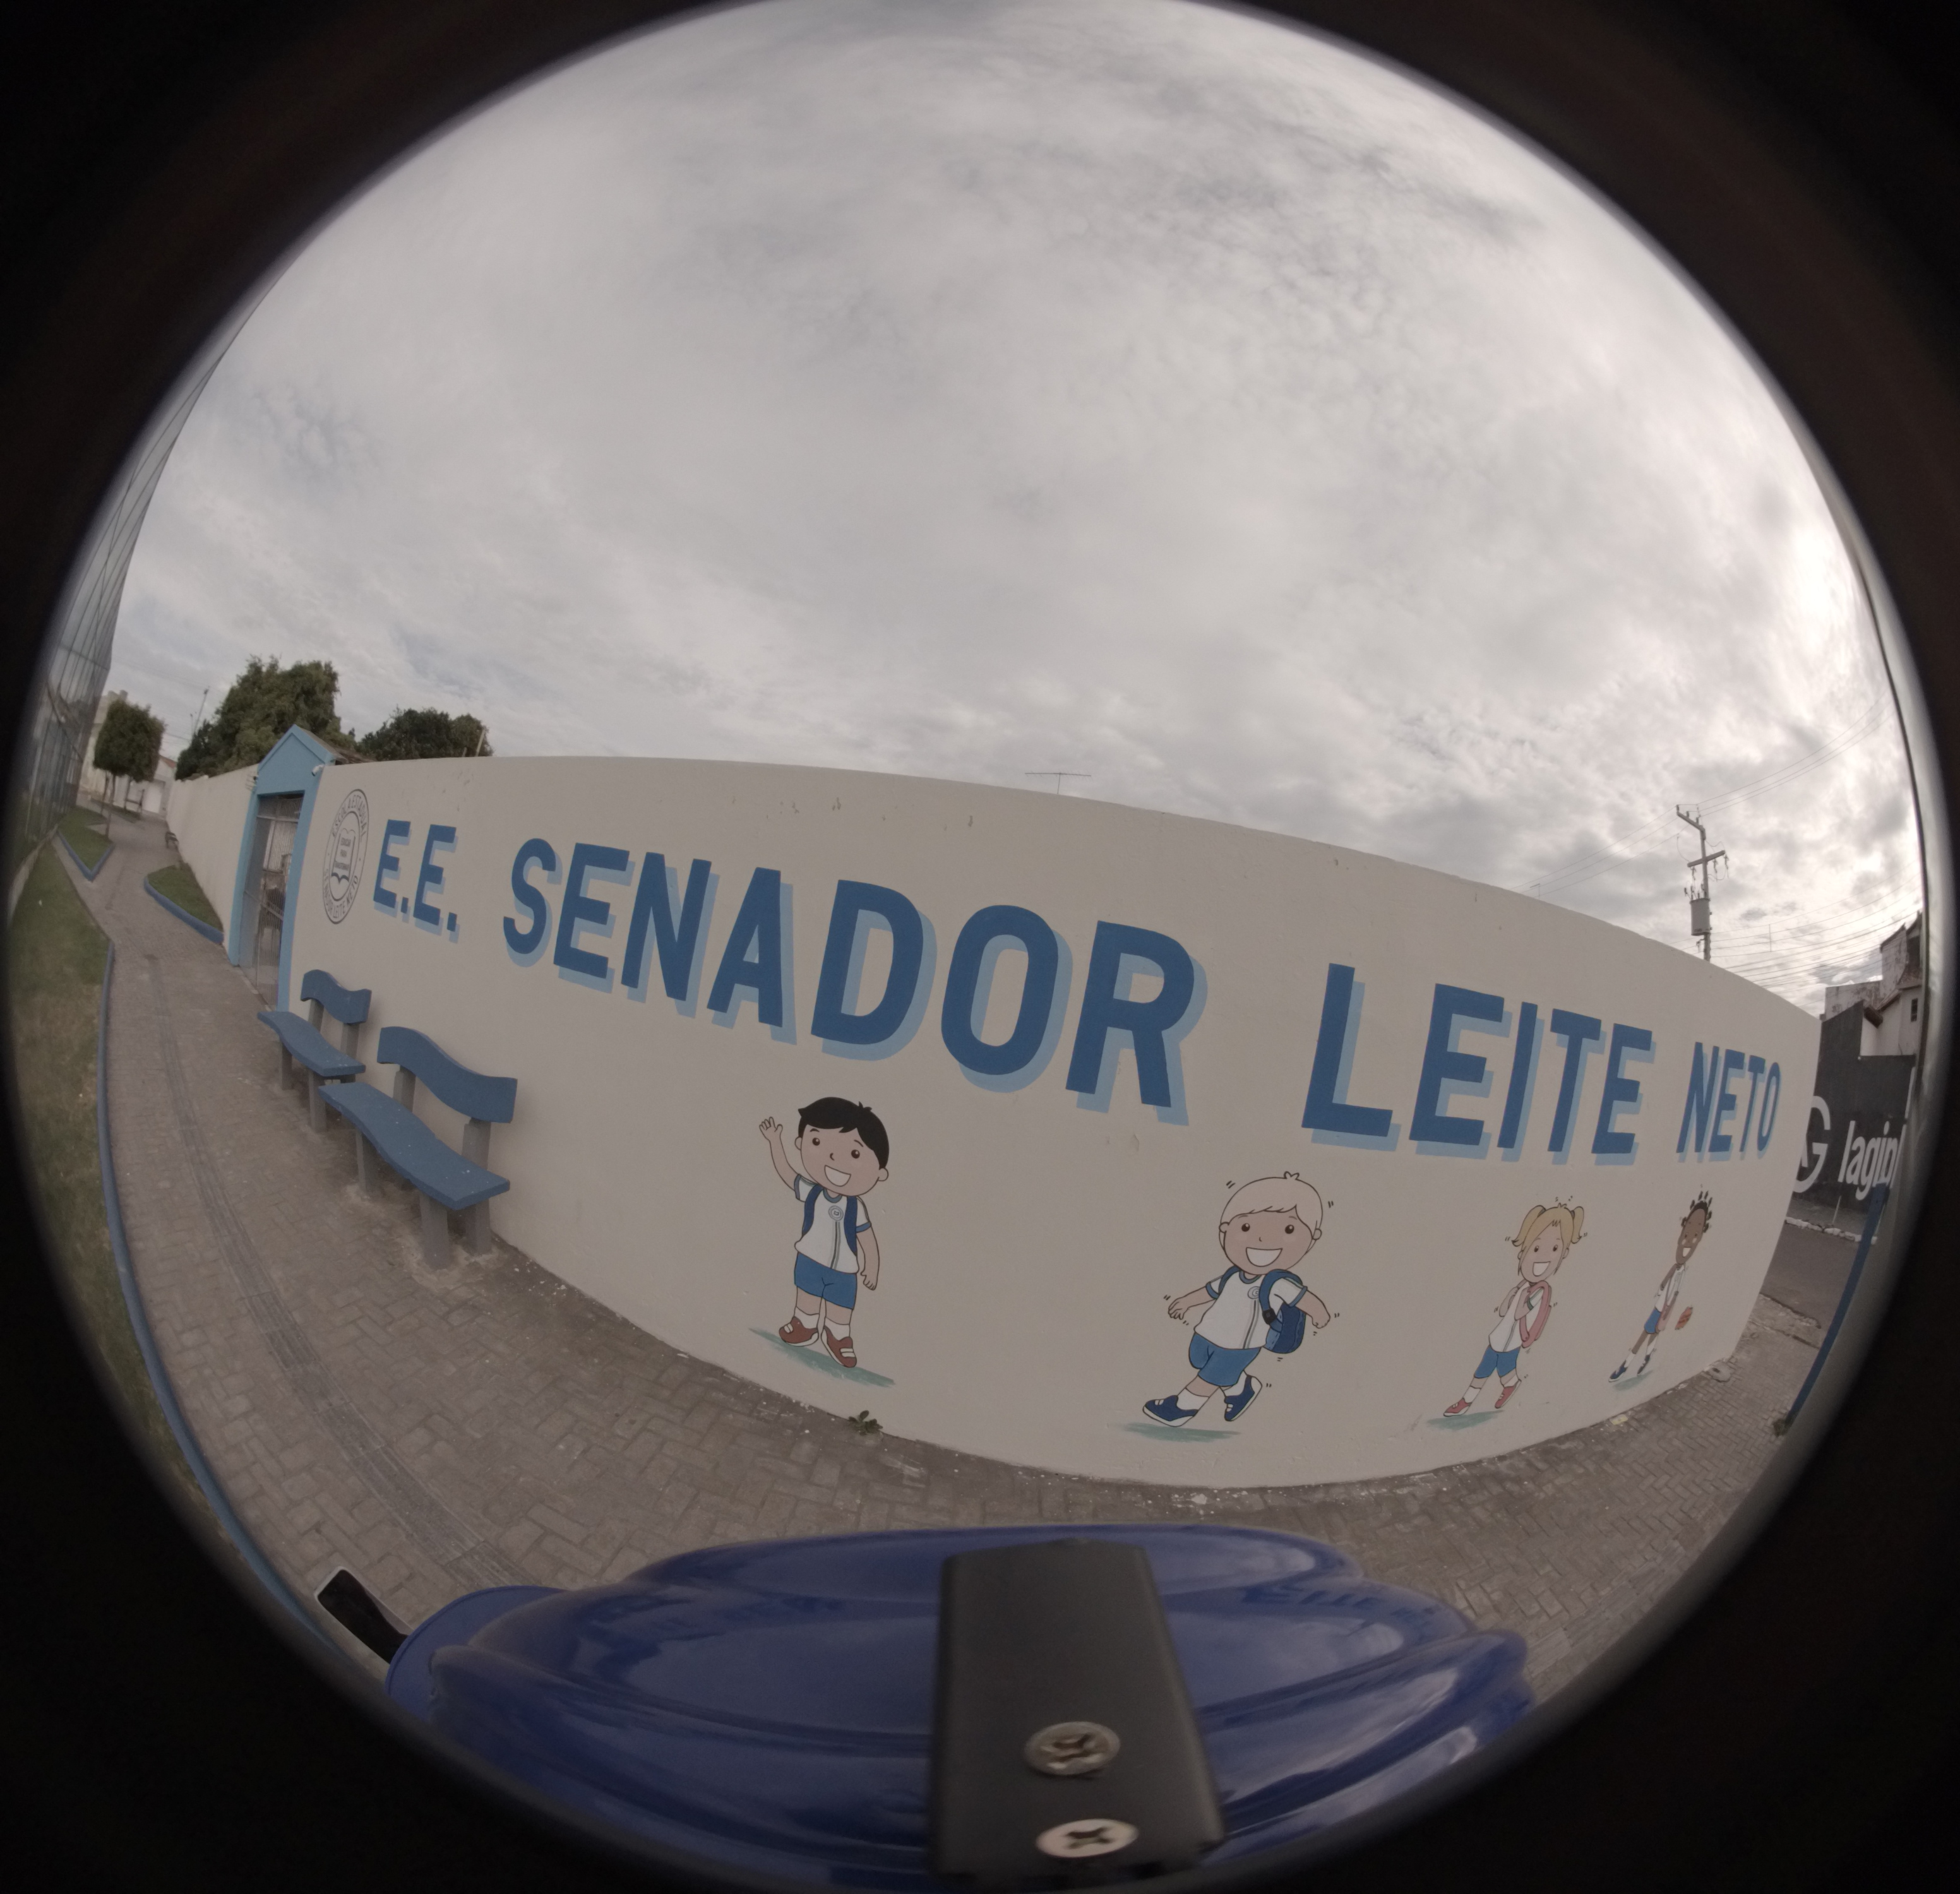 E.E. SENADOR LEITE NETO